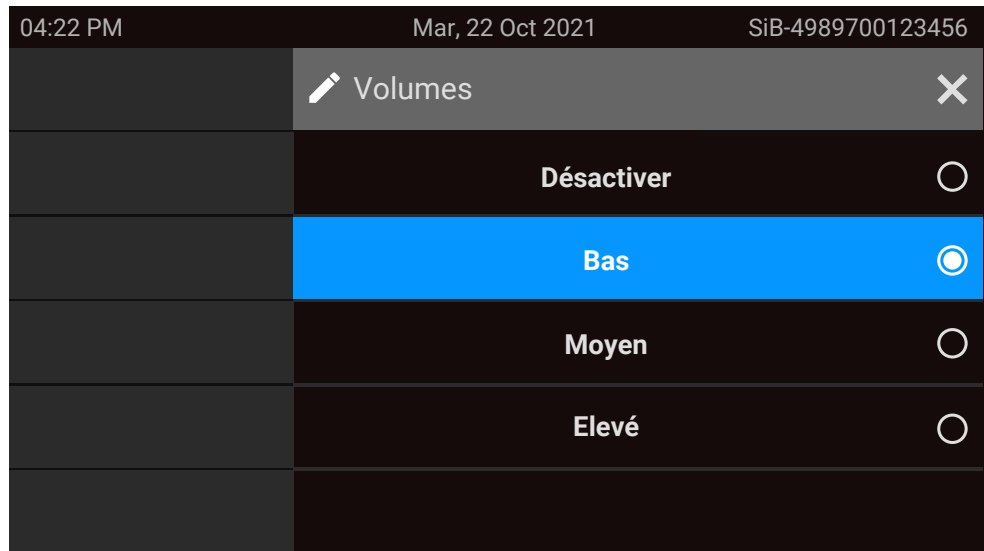 04:22 PM Mar, 22 Oct 2021 SiB-4989700123456
Volumes
Désactiver
Bas
Moyen
Elevé